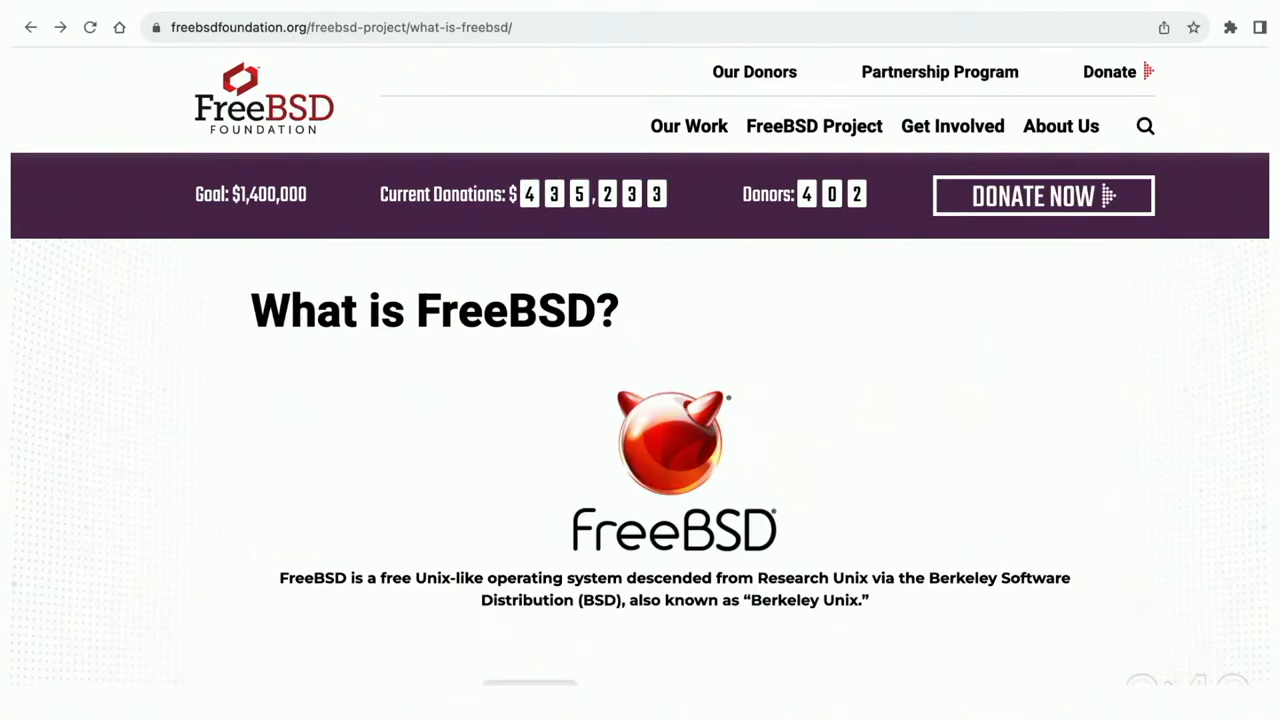 freebsdfoundation.org/freebsd-project/what-is-freebsd/
FreeBSD
FOUNDATION
Our Donors Partnership Program Donate
Our Work FreeBSD Project Get Involved About Us
Goal: $1,400,000 Current Donations: $435,233 Donors: 402 DONATE NOW
What is FreeBSD?
FreeBSD
FreeBSD is a free Unix-like operating system descended from Research Unix via the Berkeley Software
Distribution (BSD), also known as “Berkeley Unix.”